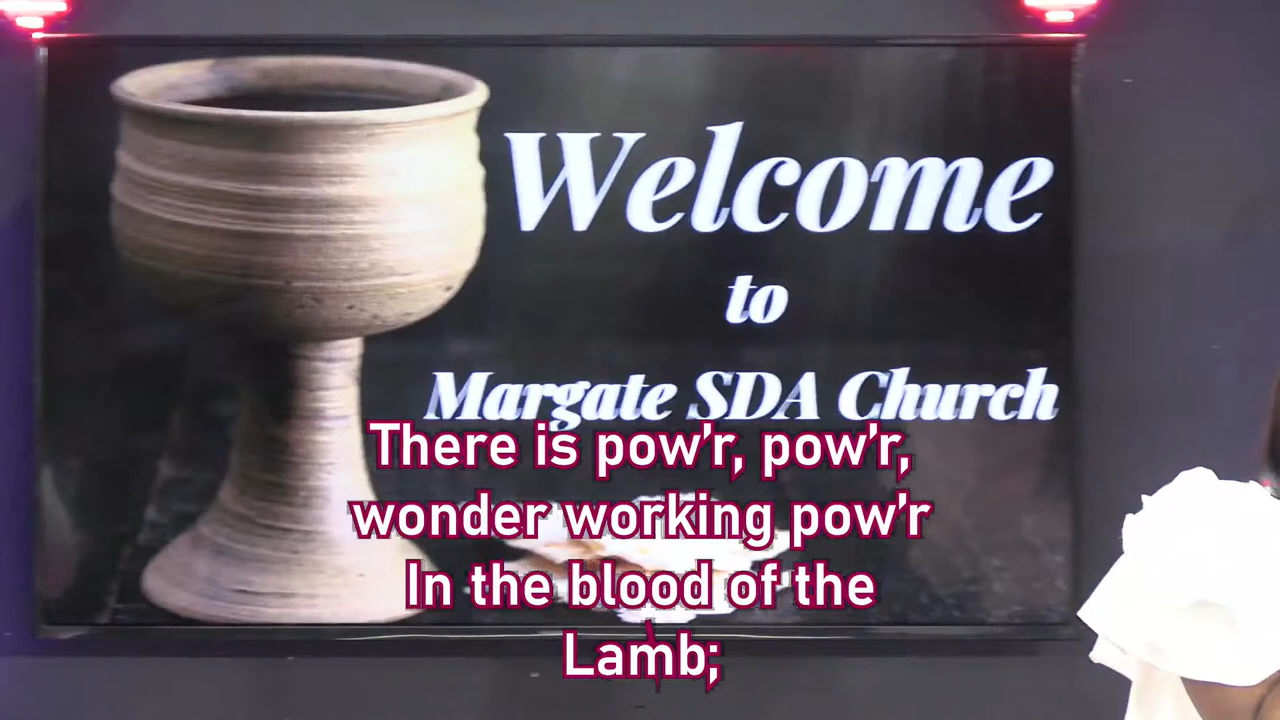 Welcome
to
Margate SDA Church
There is pow'r, pow'r,
wonder working pow'r
In the blood of the
Lamb;